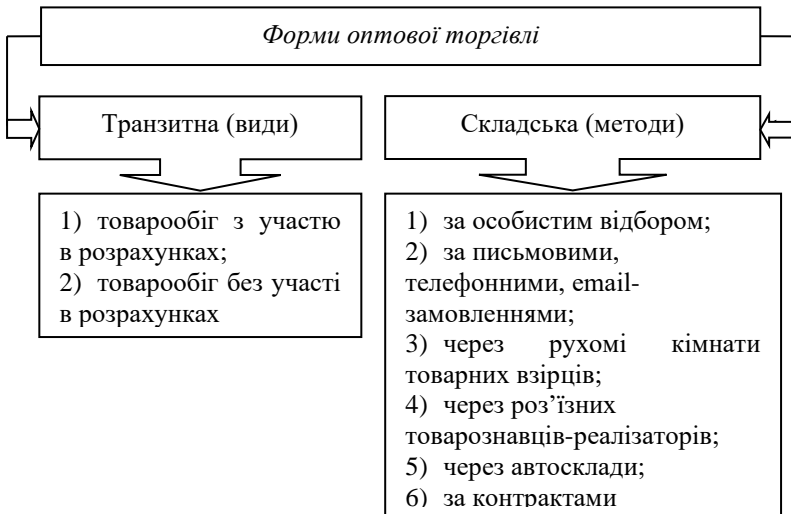 Форми оптової торгівлі
Транзитна (види)
Складська (методи)
1) товарообіг з участю
в розрахунках;
2) товарообіг без участі
в розрахунках
1) за особистим відбором;
2) за письмовими,
телефонними, email-
замовленнями;
3) через рухомі кімнати
товарних взірців;
4) через роз’їзних
товарознавців-реалізаторів;
5) через автосклади;
6) за контрактами